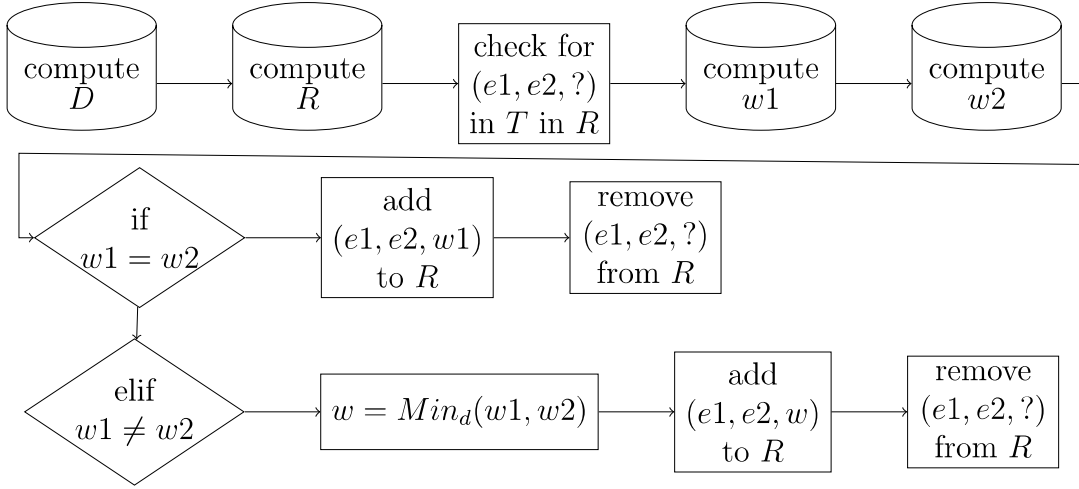 compute
D
compute
R
check for
(e1, e2, ?)
in T in R
compute
w1
compute
w2
if
w1 = w2
add
(e1, e2, w1)
to R
remove
(e1, e2, ?)
from R
elif
w1 ≠ w2
w = Min_d(w1, w2)
add
(e1, e2, w)
to R
remove
(e1, e2, ?)
from R